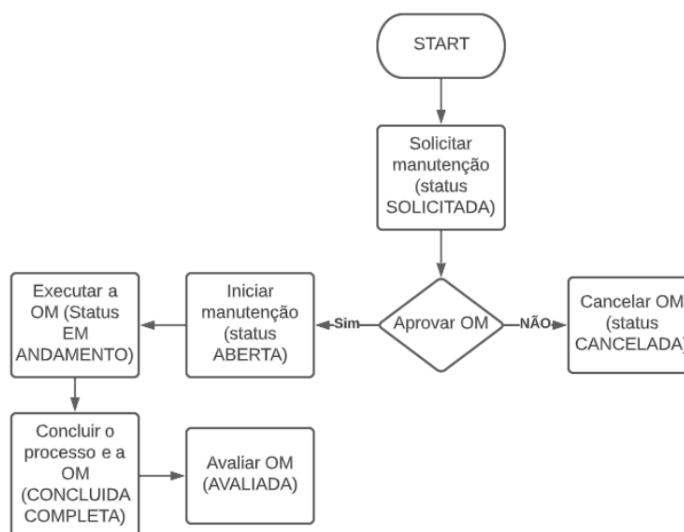 START
Solicitar
manutenção
(status
SOLICITADA)
Executar a
OM (Status
EM
ANDAMENTO)
Iniciar
manutenção
(status
ABERTA)
Sim
Aprovar OM
NÃO
Cancelar OM
(status
CANCELADA)
Concluir o
processo e a
OM
(CONCLUIDA
COMPLETA)
Avaliar OM
(AVALIADA)